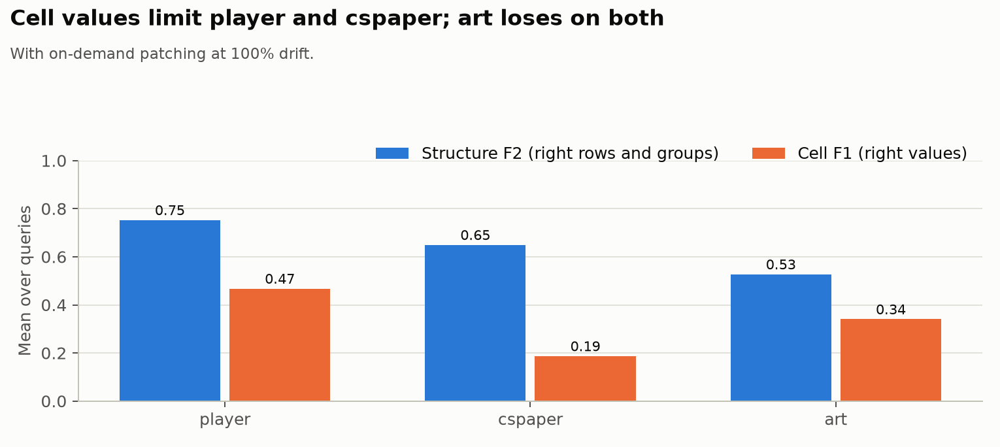 Cell values limit player and cspaper; art loses on both
With on-demand patching at 100% drift.
Structure F2 (right rows and groups)
Cell F1 (right values)
Mean over queries
1.0
0.8
0.6
0.4
0.2
0.0
0.75
0.47
0.65
0.19
0.53
0.34
player
cspaper
art